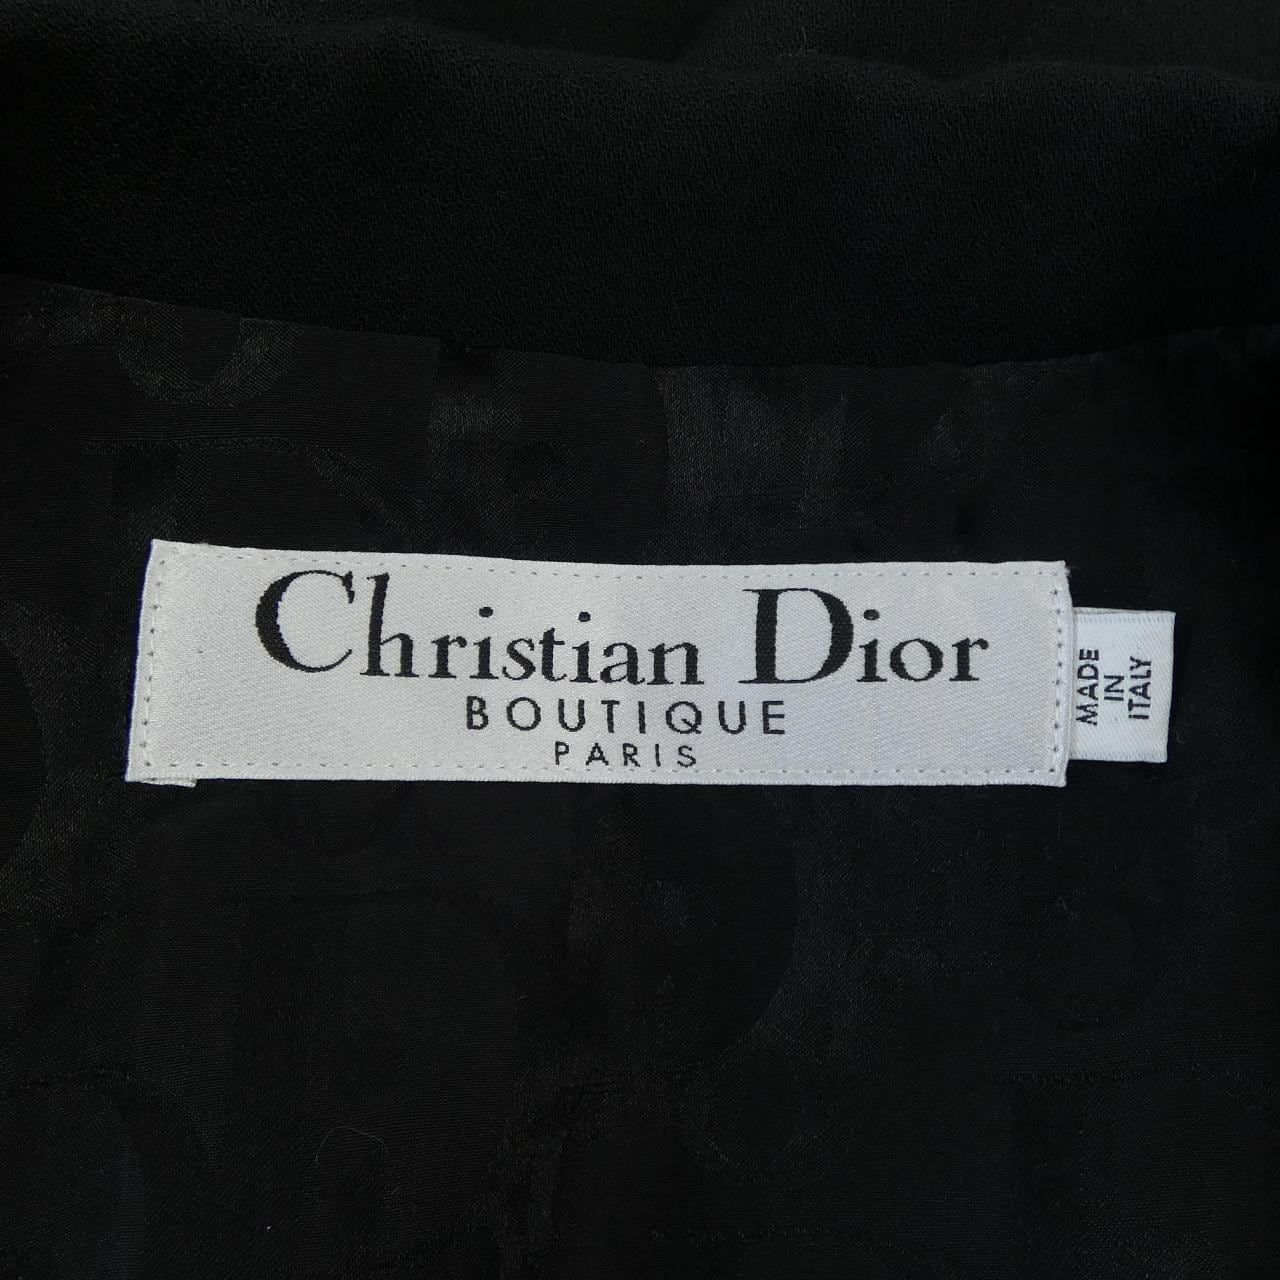 Christian Dior
BOUTIQUE
PARIS
MADE
IN
ITALY